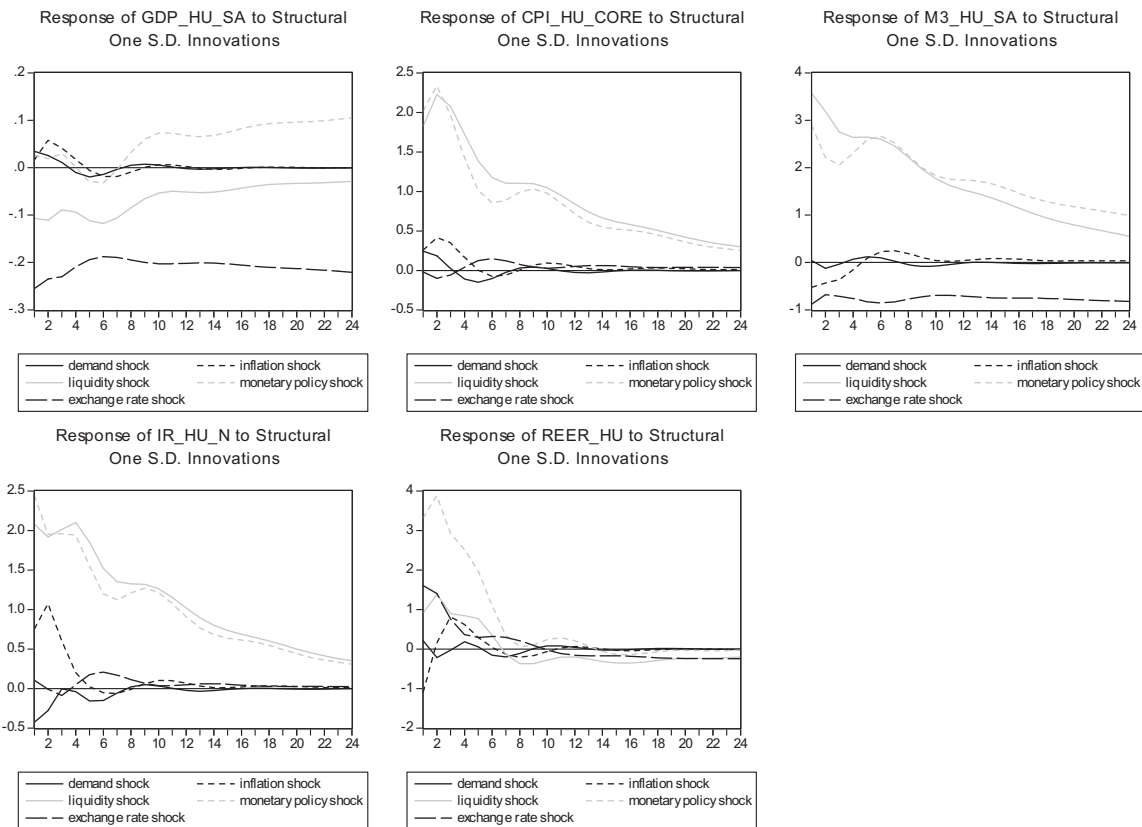 Response of GDP_HU_SA to Structural
One S.D. Innovations
.2
.1
.0
-.1
-.2
-.3
2 4 6 8 10 12 14 16 18 20 22 24
demand shock inflation shock
liquidity shock monetary policy shock
exchange rate shock
Response of CPI_HU_CORE to Structural
One S.D. Innovations
2.5
2.0
1.5
1.0
0.5
0.0
-0.5
2 4 6 8 10 12 14 16 18 20 22 24
demand shock inflation shock
liquidity shock monetary policy shock
exchange rate shock
Response of M3_HU_SA to Structural
One S.D. Innovations
4
3
2
1
0
-1
2 4 6 8 10 12 14 16 18 20 22 24
demand shock inflation shock
liquidity shock monetary policy shock
exchange rate shock
Response of IR_HU_N to Structural
One S.D. Innovations
2.5
2.0
1.5
1.0
0.5
0.0
-0.5
2 4 6 8 10 12 14 16 18 20 22 24
demand shock inflation shock
liquidity shock monetary policy shock
exchange rate shock
Response of REER_HU to Structural
One S.D. Innovations
4
3
2
1
0
-1
-2
2 4 6 8 10 12 14 16 18 20 22 24
demand shock inflation shock
liquidity shock monetary policy shock
exchange rate shock